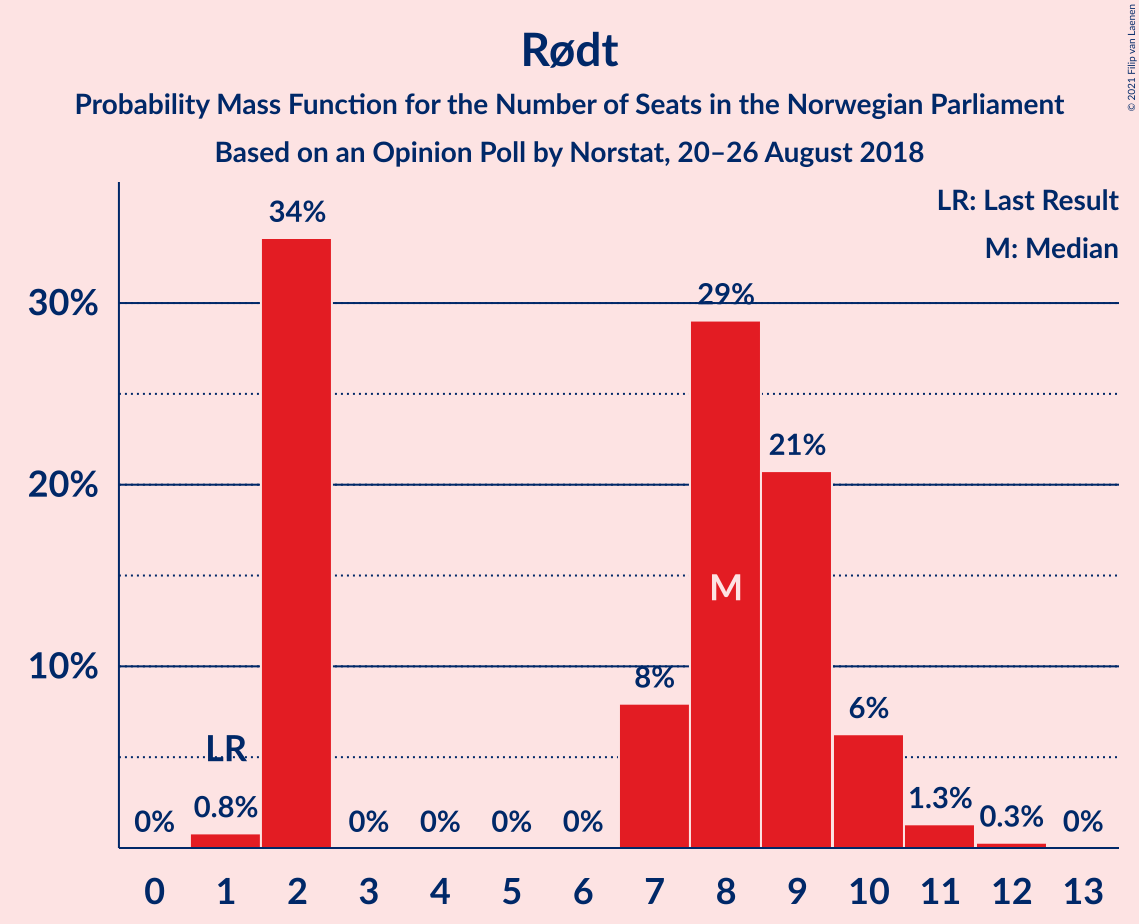 Rødt
Probability Mass Function for the Number of Seats in the Norwegian Parliament
Based on an Opinion Poll by Norstat, 20–26 August 2018
© 2021 Filip van Laenen
LR: Last Result
M: Median
34%
30%
29%
21%
20%
M
10%
8%
6%
LR
0% 0.8% 0% 0% 0% 0% 1.3% 0.3% 0%
0 1 2 3 4 5 6 7 8 9 10 11 12 13